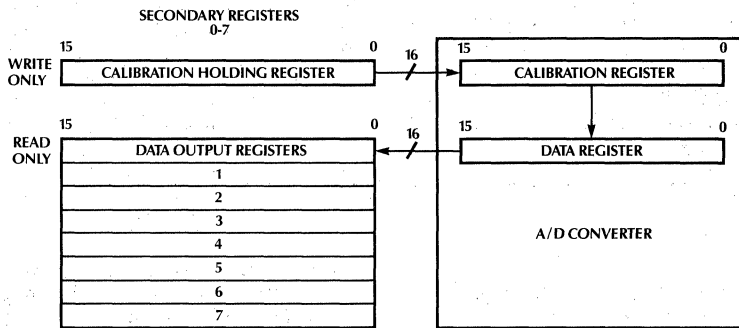 SECONDARY REGISTERS
0-7
15 0 16 15 0
WRITE ONLY
CALIBRATION HOLDING REGISTER
CALIBRATION REGISTER
15 0 16 15 0
READ ONLY
DATA OUTPUT REGISTERS
DATA REGISTER
1
2
3
4
A/D CONVERTER
5
6
7